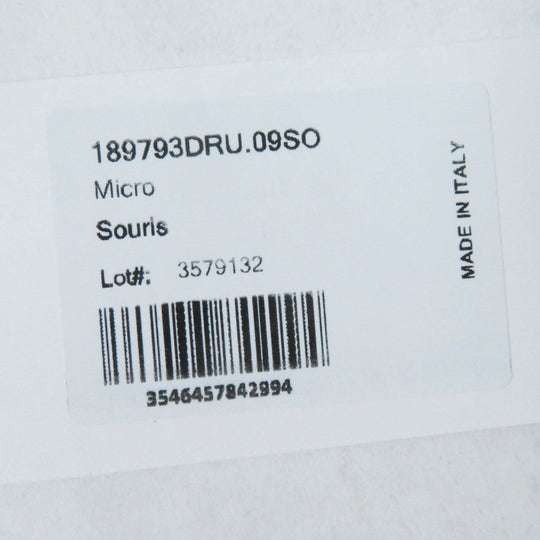 189793DRU.09SO
Micro
Souris
Lot#: 3579132
3546457842994
MADE IN ITALY